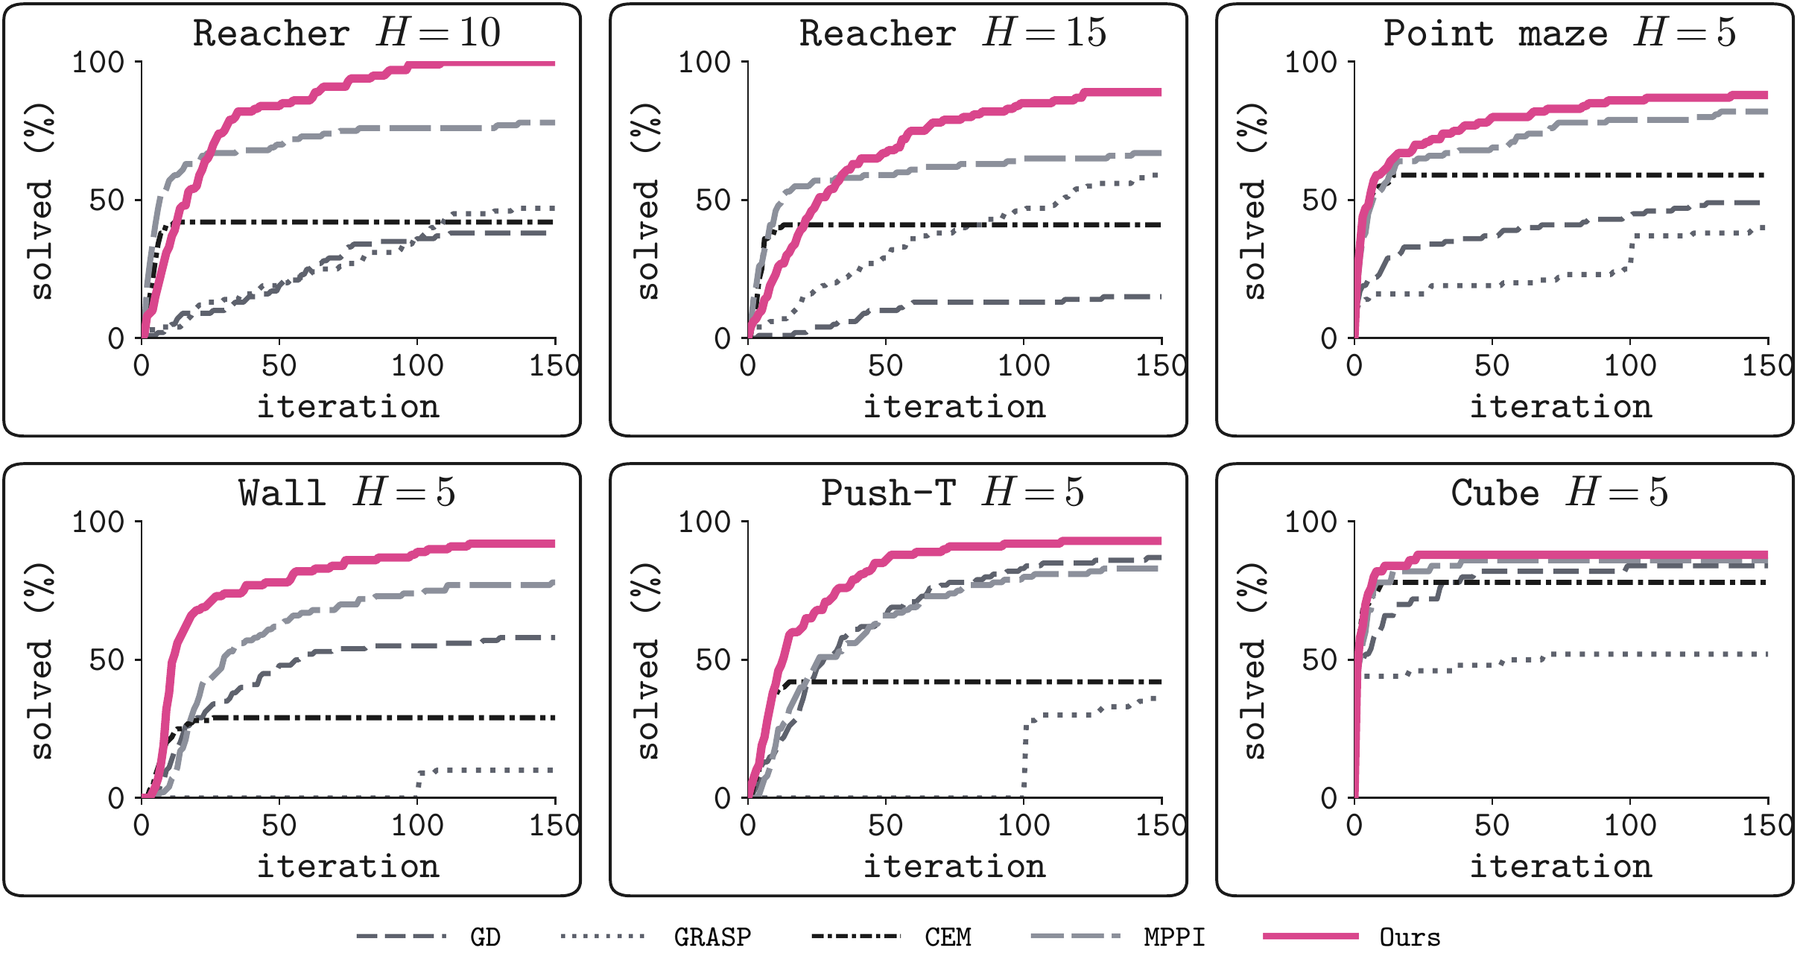 Reacher H = 10
100
50
0
solved (%)
0 50 100 150
iteration
Reacher H = 15
100
50
0
solved (%)
0 50 100 150
iteration
Point maze H = 5
100
50
0
solved (%)
0 50 100 150
iteration
Wall H = 5
100
50
0
solved (%)
0 50 100 150
iteration
Push-T H = 5
100
50
0
solved (%)
0 50 100 150
iteration
Cube H = 5
100
50
0
solved (%)
0 50 100 150
iteration
GD GRASP CEM MPPI Ours